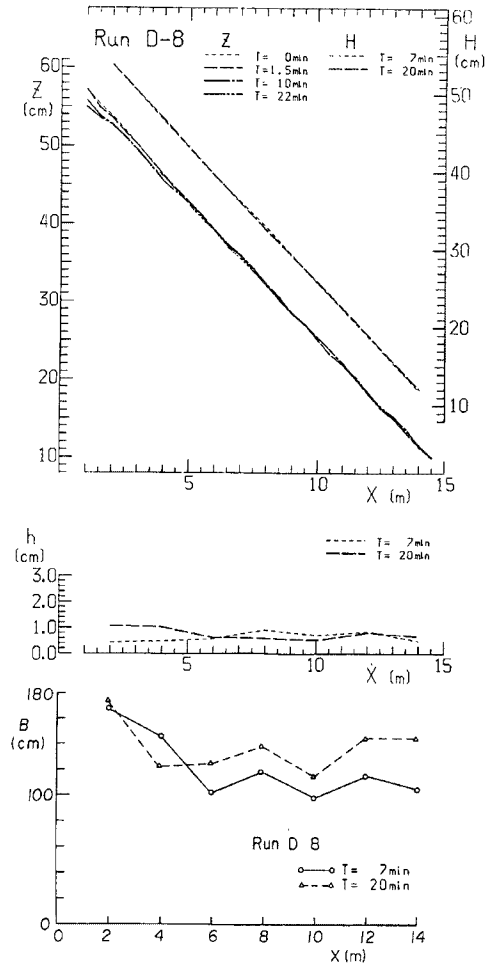 Run D-8
Z
H
T= 0min
T=1.5min
T= 10min
T= 22min
T= 7min
T= 20min
Z
(cm)
50
40
30
20
10
60
H
(cm)
50
40
30
20
10
5
10
15
X (m)
h
(cm)
3.0
2.0
1.0
0.0
T= 7min
T= 20min
5
10
15
X (m)
180
B
(cm)
100
0
Run D 8
T= 7min
T= 20min
0
2
4
6
8
10
12
14
X (m)